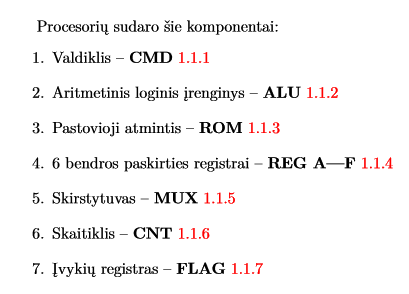 Procesorių sudaro šie komponentai:
1. Valdiklis – CMD 1.1.1
2. Aritmetinis loginis įrenginys – ALU 1.1.2
3. Pastovioji atmintis – ROM 1.1.3
4. 6 bendros paskirties registrai – REG A—F 1.1.4
5. Skirstytuvas – MUX 1.1.5
6. Skaitiklis – CNT 1.1.6
7. Įvykių registras – FLAG 1.1.7